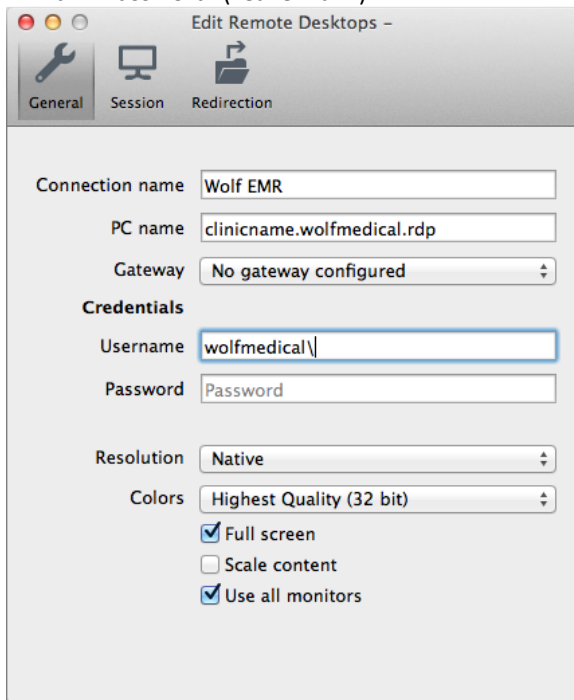 Edit Remote Desktops –
General Session Redirection
Connection name Wolf EMR
PC name clinicname.wolfmedical.rdp
Gateway No gateway configured
Credentials
Username wolfmedical\
Password Password
Resolution Native
Colors Highest Quality (32 bit)
Full screen
Scale content
Use all monitors